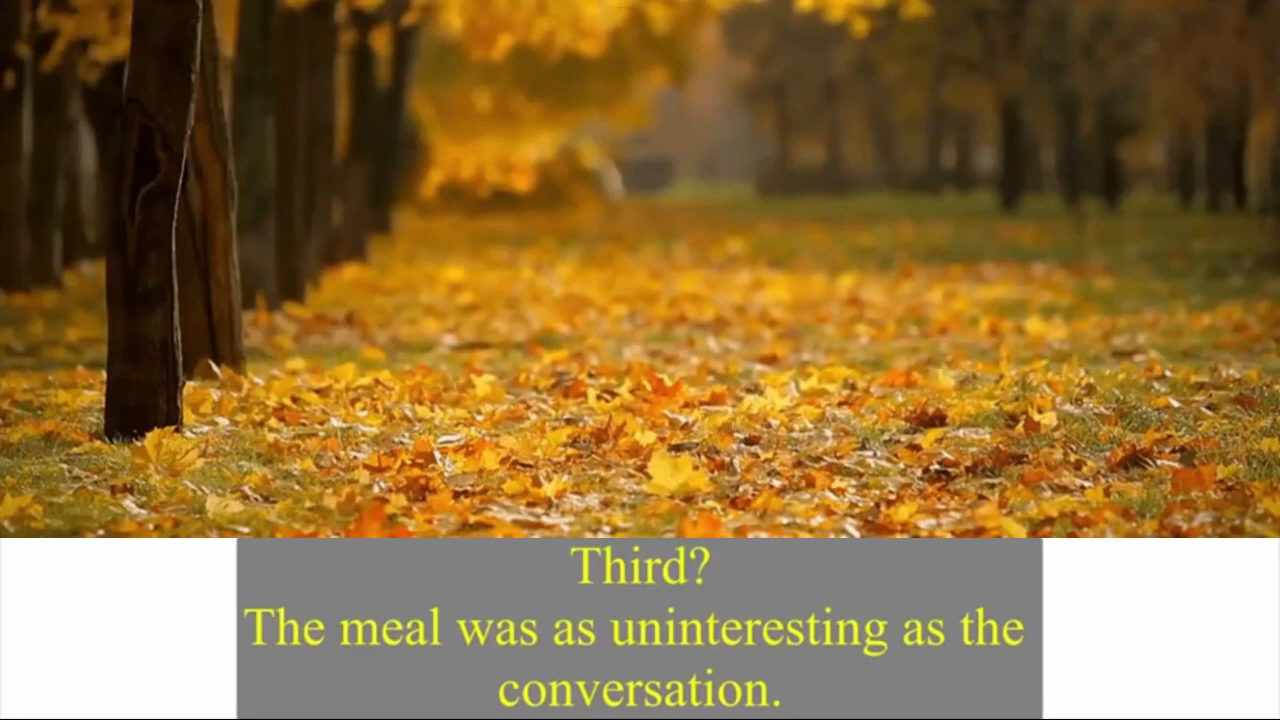 Third?
The meal was as uninteresting as the
conversation.